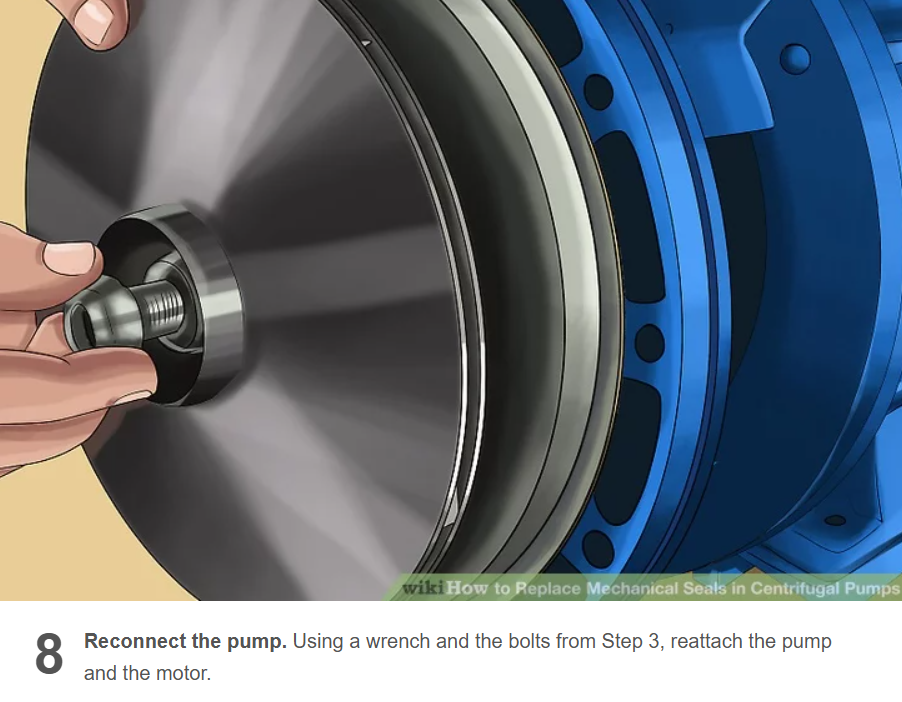 wikiHow to Replace Mechanical Seals in Centrifugal Pumps
8 Reconnect the pump. Using a wrench and the bolts from Step 3, reattach the pump
and the motor.